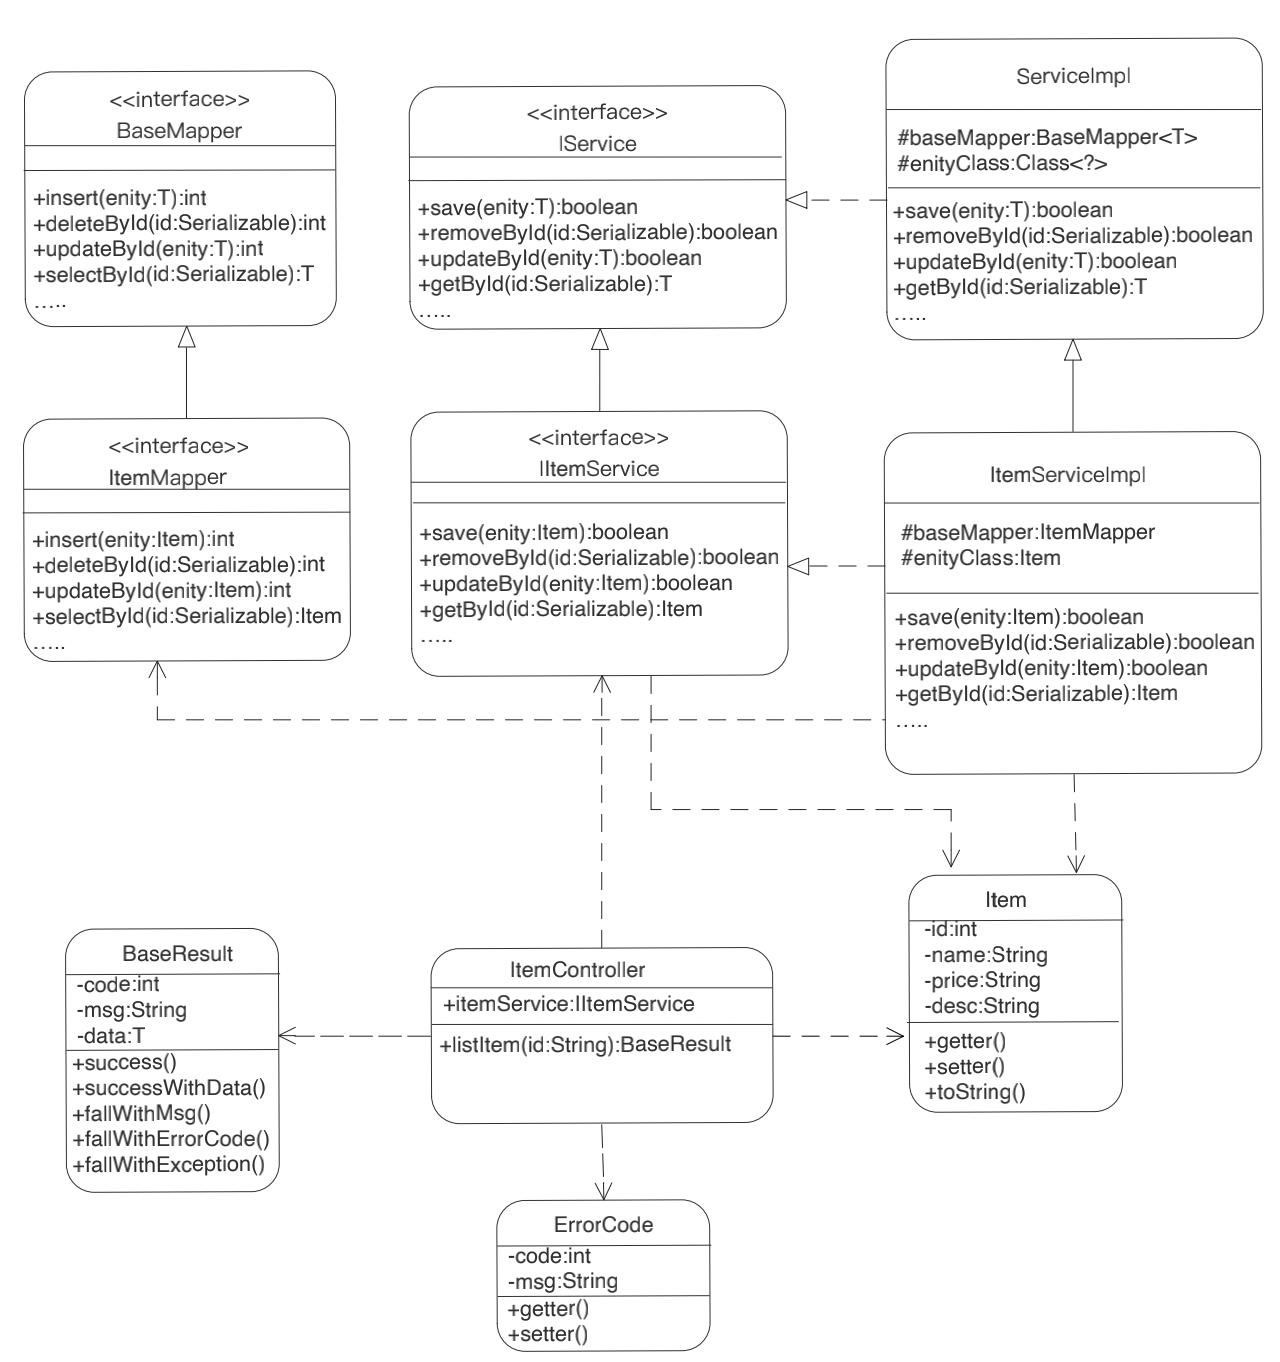 <<interface>>
BaseMapper
+insert(enity:T):int
+deleteById(id:Serializable):int
+updateById(enity:T):int
+selectById(id:Serializable):T
.....
<<interface>>
IService
+save(enity:T):boolean
+removeById(id:Serializable):boolean
+updateById(enity:T):boolean
+getById(id:Serializable):T
.....
ServiceImpl
#baseMapper:BaseMapper<T>
#enityClass:Class<?>
+save(enity:T):boolean
+removeById(id:Serializable):boolean
+updateById(enity:T):boolean
+getById(id:Serializable):T
.....
<<interface>>
ItemMapper
+insert(enity:Item):int
+deleteById(id:Serializable):int
+updateById(enity:Item):int
+selectById(id:Serializable):Item
.....
<<interface>>
IItemService
+save(enity:Item):boolean
+removeById(id:Serializable):boolean
+updateById(enity:Item):boolean
+getById(id:Serializable):Item
.....
ItemServiceImpl
#baseMapper:ItemMapper
#enityClass:Item
+save(enity:Item):boolean
+removeById(id:Serializable):boolean
+updateById(enity:Item):boolean
+getById(id:Serializable):Item
.....
BaseResult
-code:int
-msg:String
-data:T
+success()
+successWithData()
+fallWithMsg()
+fallWithErrorCode()
+fallWithException()
ItemController
+itemService:IItemService
+listItem(id:String):BaseResult
Item
-id:int
-name:String
-price:String
-desc:String
+getter()
+setter()
+toString()
ErrorCode
-code:int
-msg:String
+getter()
+setter()